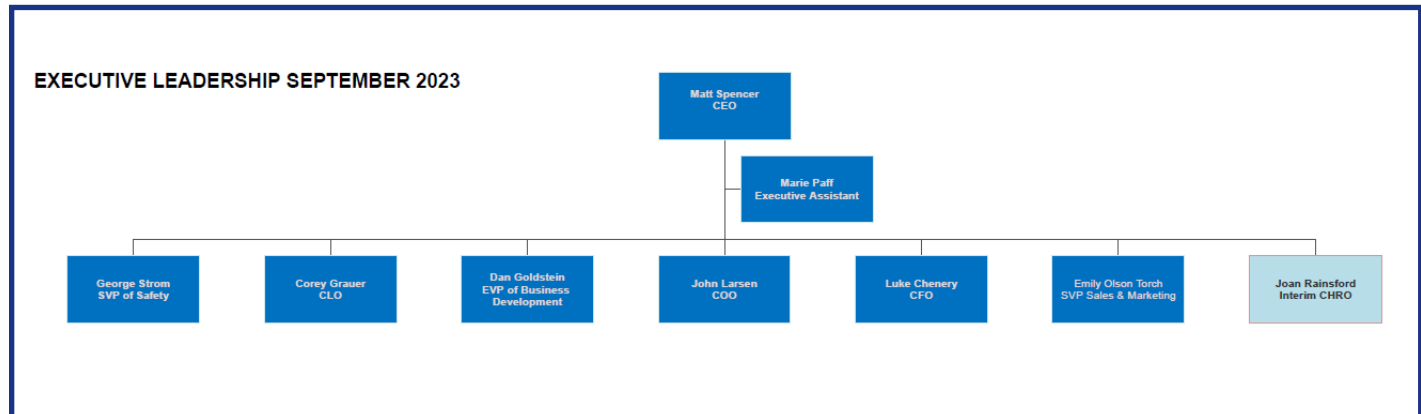 EXECUTIVE LEADERSHIP SEPTEMBER 2023
Matt Spencer
CEO
Marie Paff
Executive Assistant
George Strom
SVP of Safety
Corey Grauer
CLO
Dan Goldstein
EVP of Business
Development
John Larsen
COO
Luke Chenery
CFO
Emily Olson Torch
SVP Sales & Marketing
Joan Rainsford
Interim CHRO